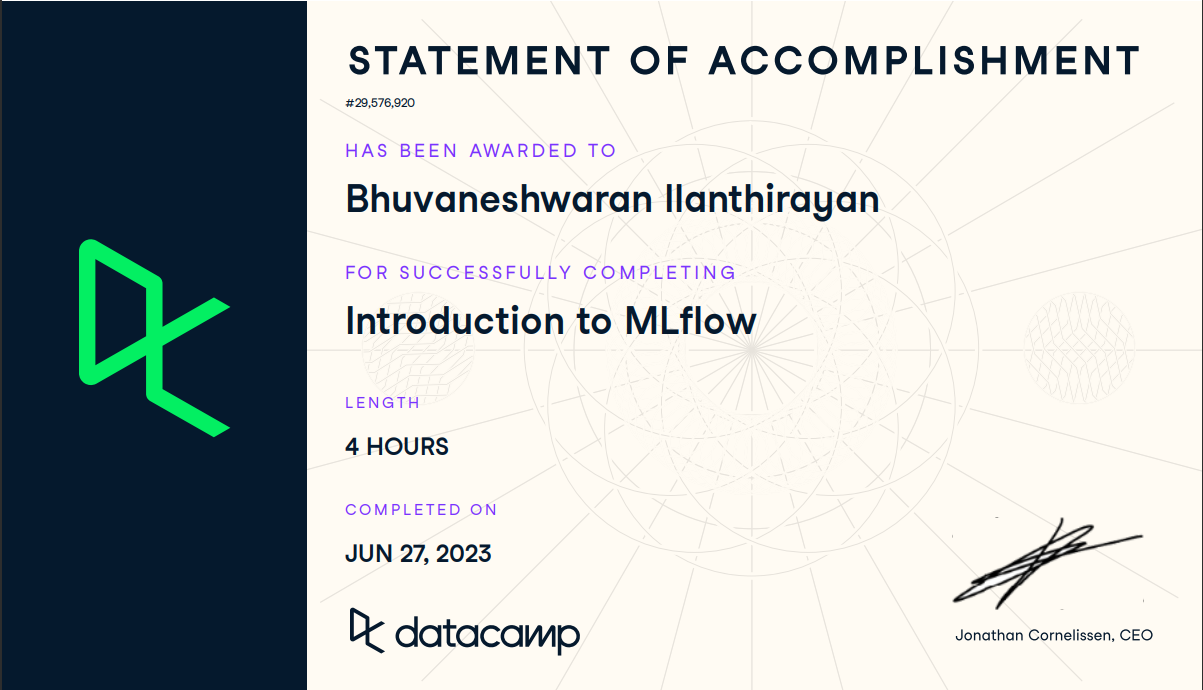 STATEMENT OF ACCOMPLISHMENT
#29,576,920
HAS BEEN AWARDED TO
Bhuvaneshwaran Ilanthirayan
FOR SUCCESSFULLY COMPLETING
Introduction to MLflow
LENGTH
4 HOURS
COMPLETED ON
JUN 27, 2023
datacamp
Jonathan Cornelissen, CEO